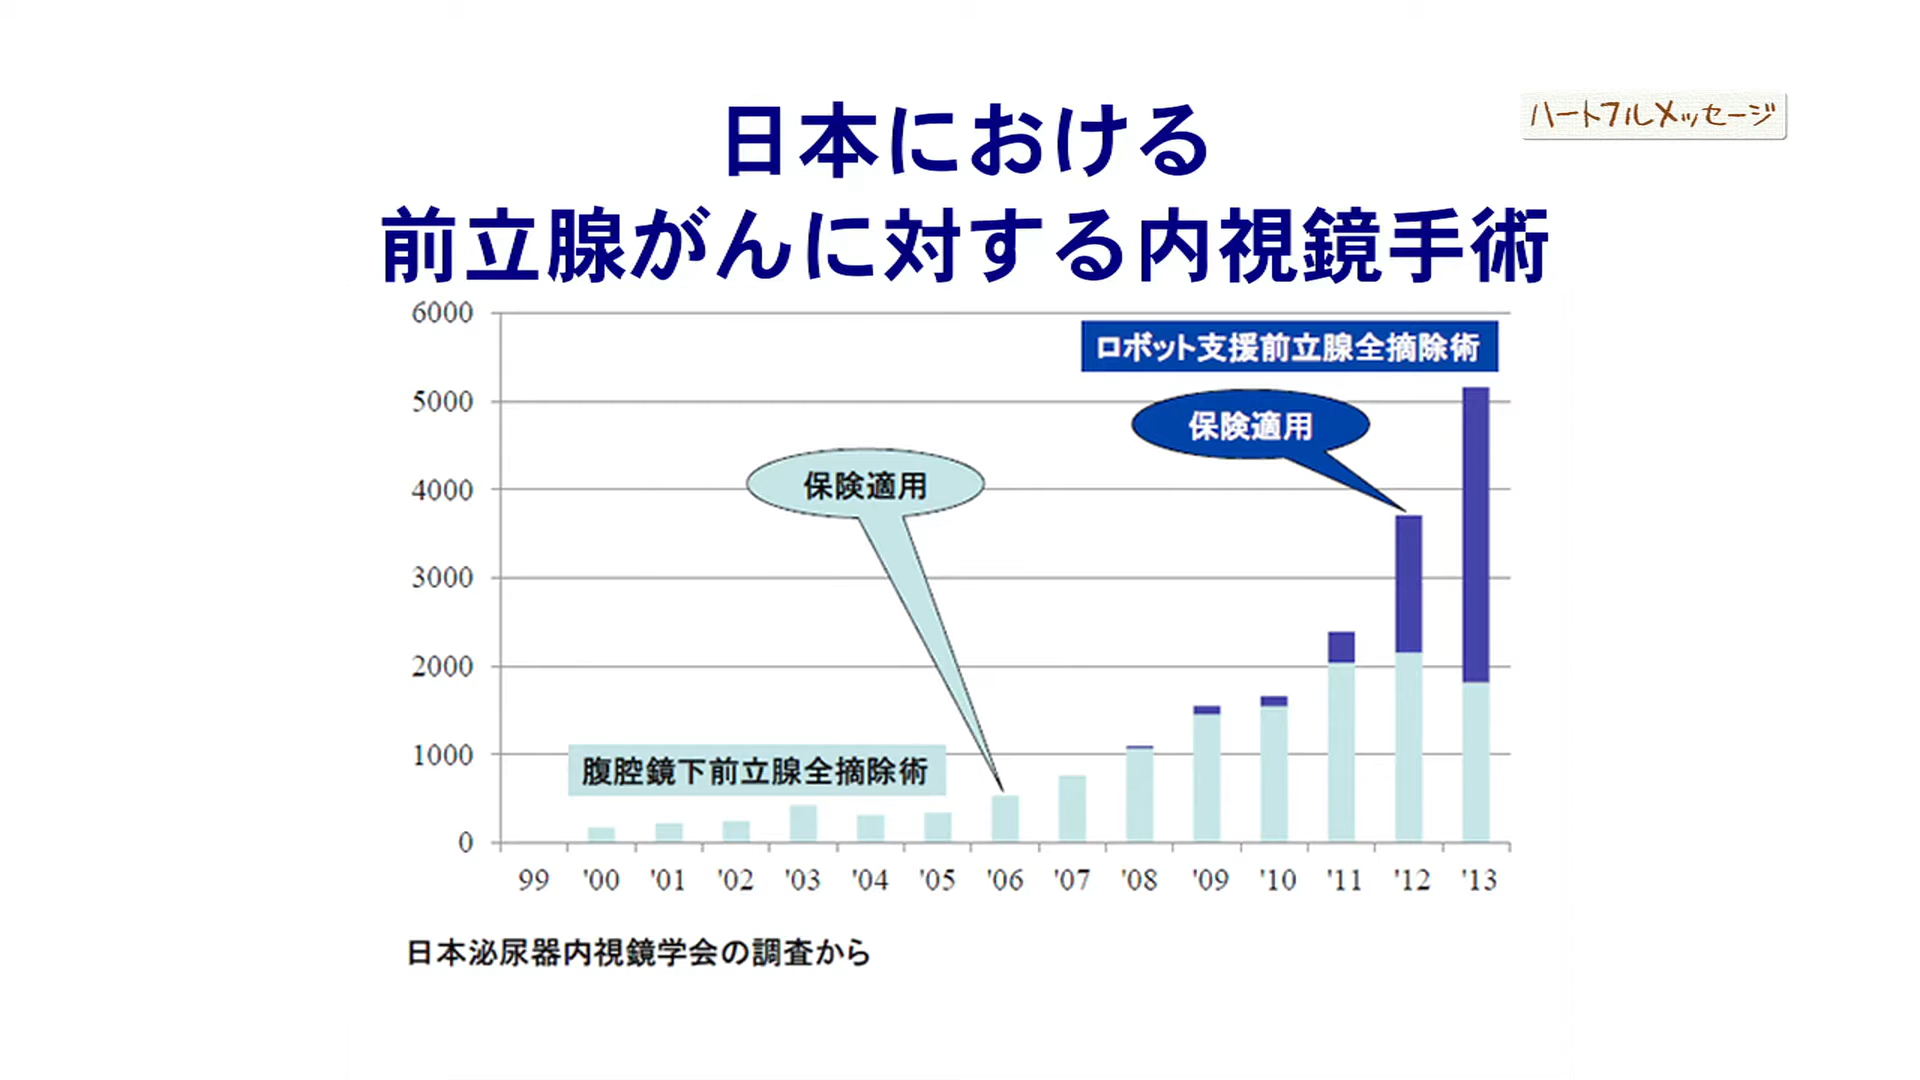 日本における
前立腺がんに対する内視鏡手術
ハートフルメッセージ
6000
5000
4000
3000
2000
1000
0
ロボット支援前立腺全摘除術
保険適用
保険適用
腹腔鏡下前立腺全摘除術
99 '00 '01 '02 '03 '04 '05 '06 '07 '08 '09 '10 '11 '12 '13
日本泌尿器内視鏡学会の調査から